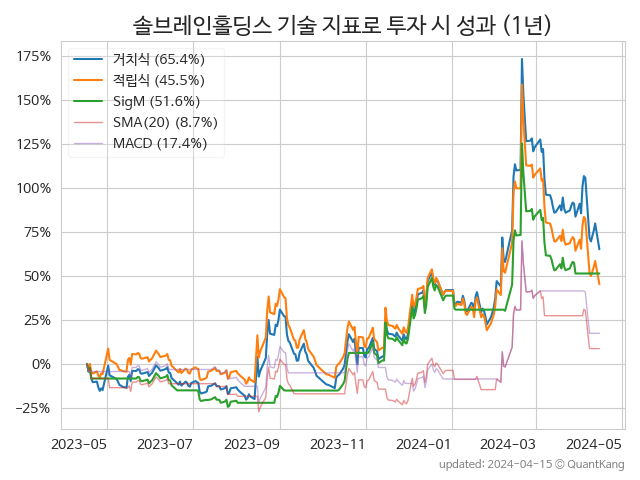 솔브레인홀딩스 기술 지표로 투자 시 성과 (1년)
175%
150%
125%
100%
75%
50%
25%
0%
−25%
거치식 (65.4%)
적립식 (45.5%)
SigM (51.6%)
SMA(20) (8.7%)
MACD (17.4%)
2023-05 2023-07 2023-09 2023-11 2024-01 2024-03 2024-05
updated: 2024-04-15 © QuantKang